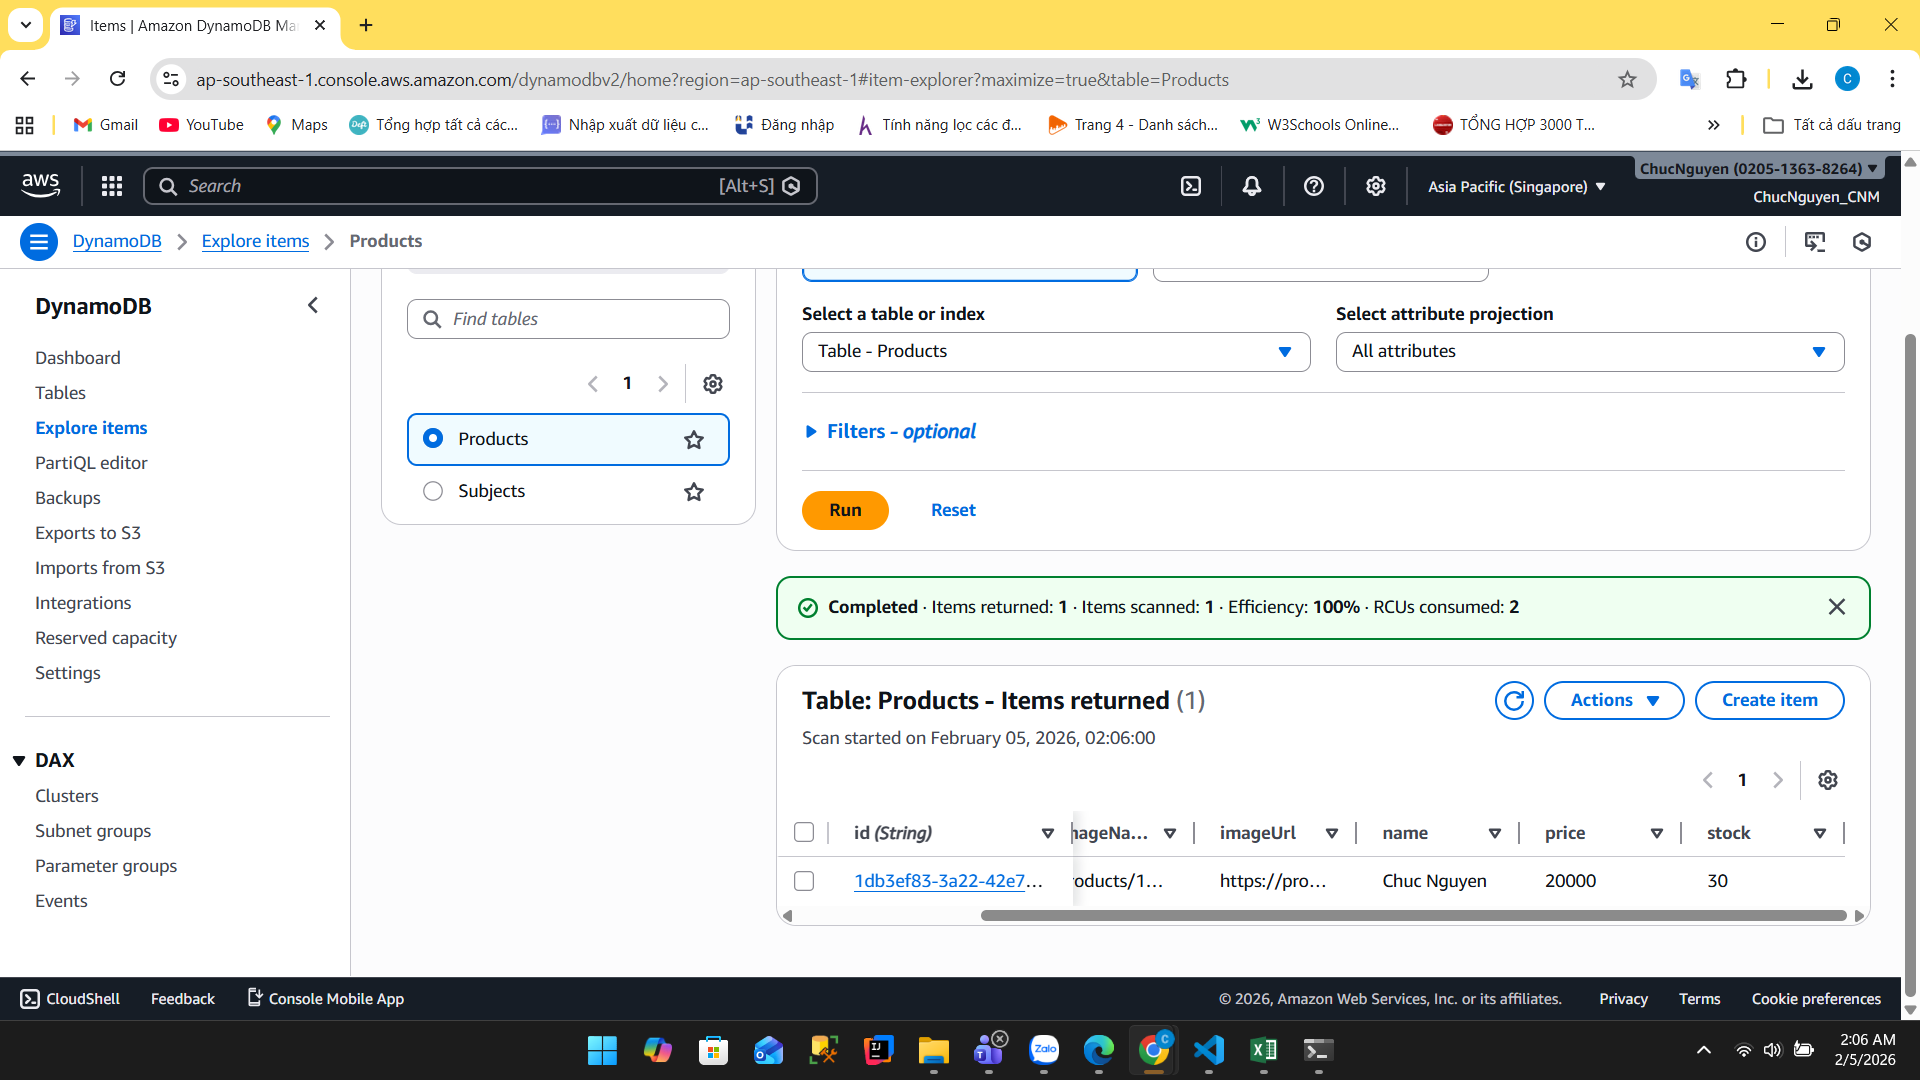 Items | Amazon DynamoDB Ma
ap-southeast-1.console.aws.amazon.com/dynamodbv2/home?region=ap-southeast-1#item-explorer?maximize=true&table=Products
C
Gmail
YouTube
Maps
Tổng hợp tất cả các...
Nhập xuất dữ liệu c...
Đăng nhập
Tính năng lọc các đ...
Trang 4 - Danh sách...
W3Schools Online...
TỔNG HỢP 3000 T...
Tất cả dấu trang
aws
Search
[Alt+S]
Asia Pacific (Singapore)
ChucNguyen (0205-1363-8264)
ChucNguyen_CNM
DynamoDB
Explore items
Products
DynamoDB
Dashboard
Tables
Explore items
PartiQL editor
Backups
Exports to S3
Imports from S3
Integrations
Reserved capacity
Settings
DAX
Clusters
Subnet groups
Parameter groups
Events
Find tables
1
Products
Subjects
Select a table or index
Select attribute projection
Table - Products
All attributes
Filters - optional
Run
Reset
Completed · Items returned: 1 · Items scanned: 1 · Efficiency: 100% · RCUs consumed: 2
Table: Products - Items returned (1)
Actions
Create item
Scan started on February 05, 2026, 02:06:00
1
id (String)
nageNa...
imageUrl
name
price
stock
1db3ef83-3a22-42e7...
roducts/1...
https://pro...
Chuc Nguyen
20000
30
CloudShell
Feedback
Console Mobile App
© 2026, Amazon Web Services, Inc. or its affiliates.
Privacy
Terms
Cookie preferences
Zalo
C
2:06 AM
2/5/2026